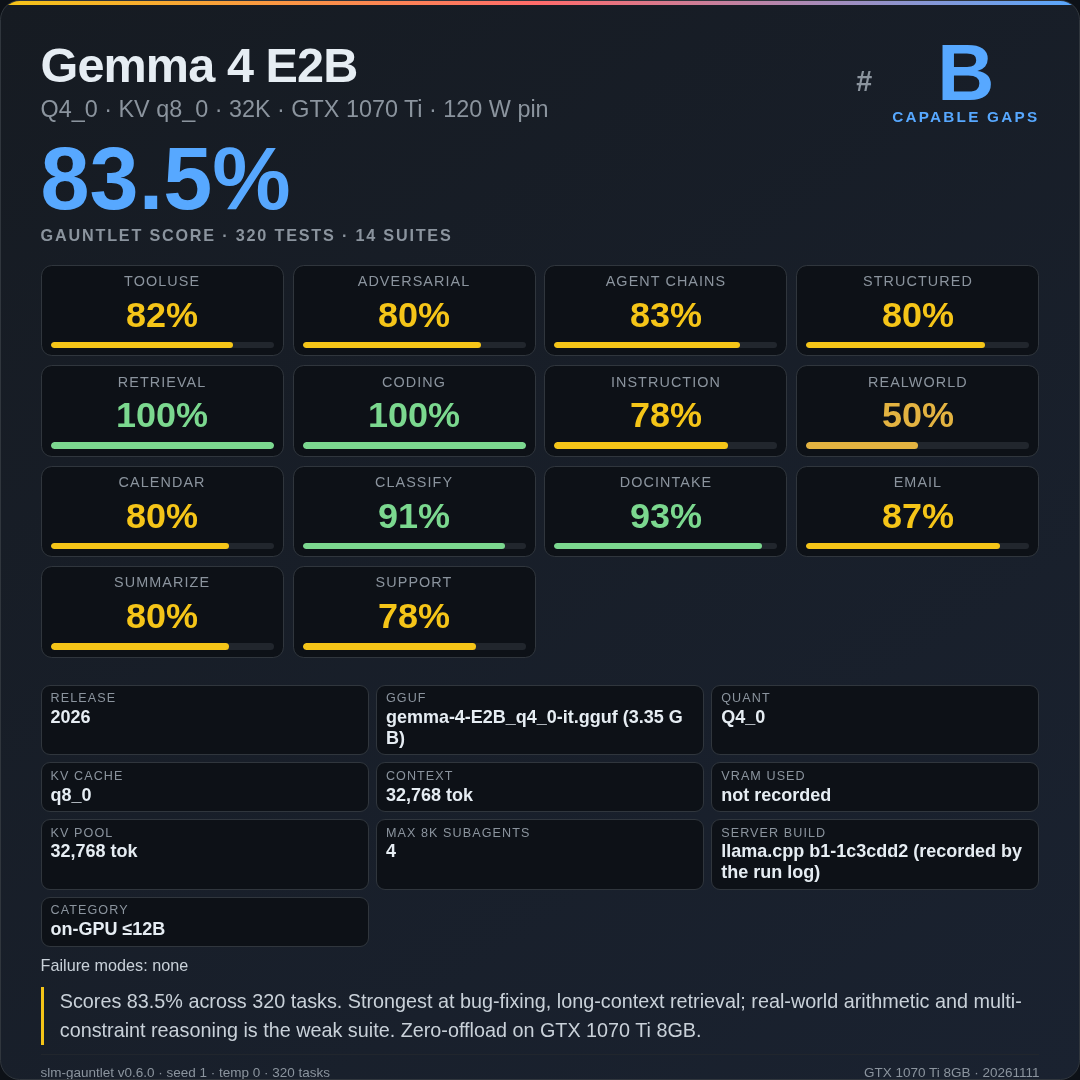 Gemma 4 E2B
Q4_0 · KV q8_0 · 32K · GTX 1070 Ti · 120 W pin
#
B
CAPABLE GAPS
83.5%
GAUNTLET SCORE · 320 TESTS · 14 SUITES
TOOLUSE
82%
ADVERSARIAL
80%
AGENT CHAINS
83%
STRUCTURED
80%
RETRIEVAL
100%
CODING
100%
INSTRUCTION
78%
REALWORLD
50%
CALENDAR
80%
CLASSIFY
91%
DOCINTAKE
93%
EMAIL
87%
SUMMARIZE
80%
SUPPORT
78%
RELEASE
2026
GGUF
gemma-4-E2B_q4_0-it.gguf (3.35 G
B)
QUANT
Q4_0
KV CACHE
q8_0
CONTEXT
32,768 tok
VRAM USED
not recorded
KV POOL
32,768 tok
MAX 8K SUBAGENTS
4
SERVER BUILD
llama.cpp b1-1c3cdd2 (recorded by
the run log)
CATEGORY
on-GPU ≤12B
Failure modes: none
Scores 83.5% across 320 tasks. Strongest at bug-fixing, long-context retrieval; real-world arithmetic and multi-
constraint reasoning is the weak suite. Zero-offload on GTX 1070 Ti 8GB.
slm-gauntlet v0.6.0 · seed 1 · temp 0 · 320 tasks
GTX 1070 Ti 8GB · 20261111